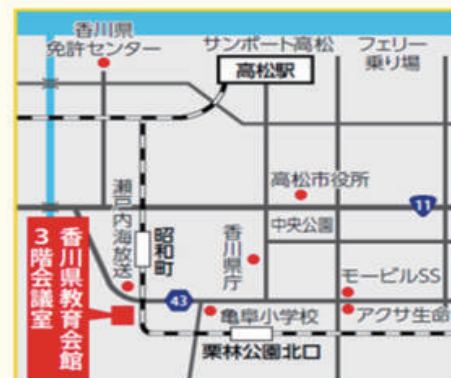 香川県
免許センター
サンポート高松
フェリー
乗り場
高松駅
高松市役所
11
瀬戸内海放送
昭和町
香川県庁
中央公園
香川県教育会館
3階会議室
43
モービルSS
亀阜小学校
アクサ生命
栗林公園北口